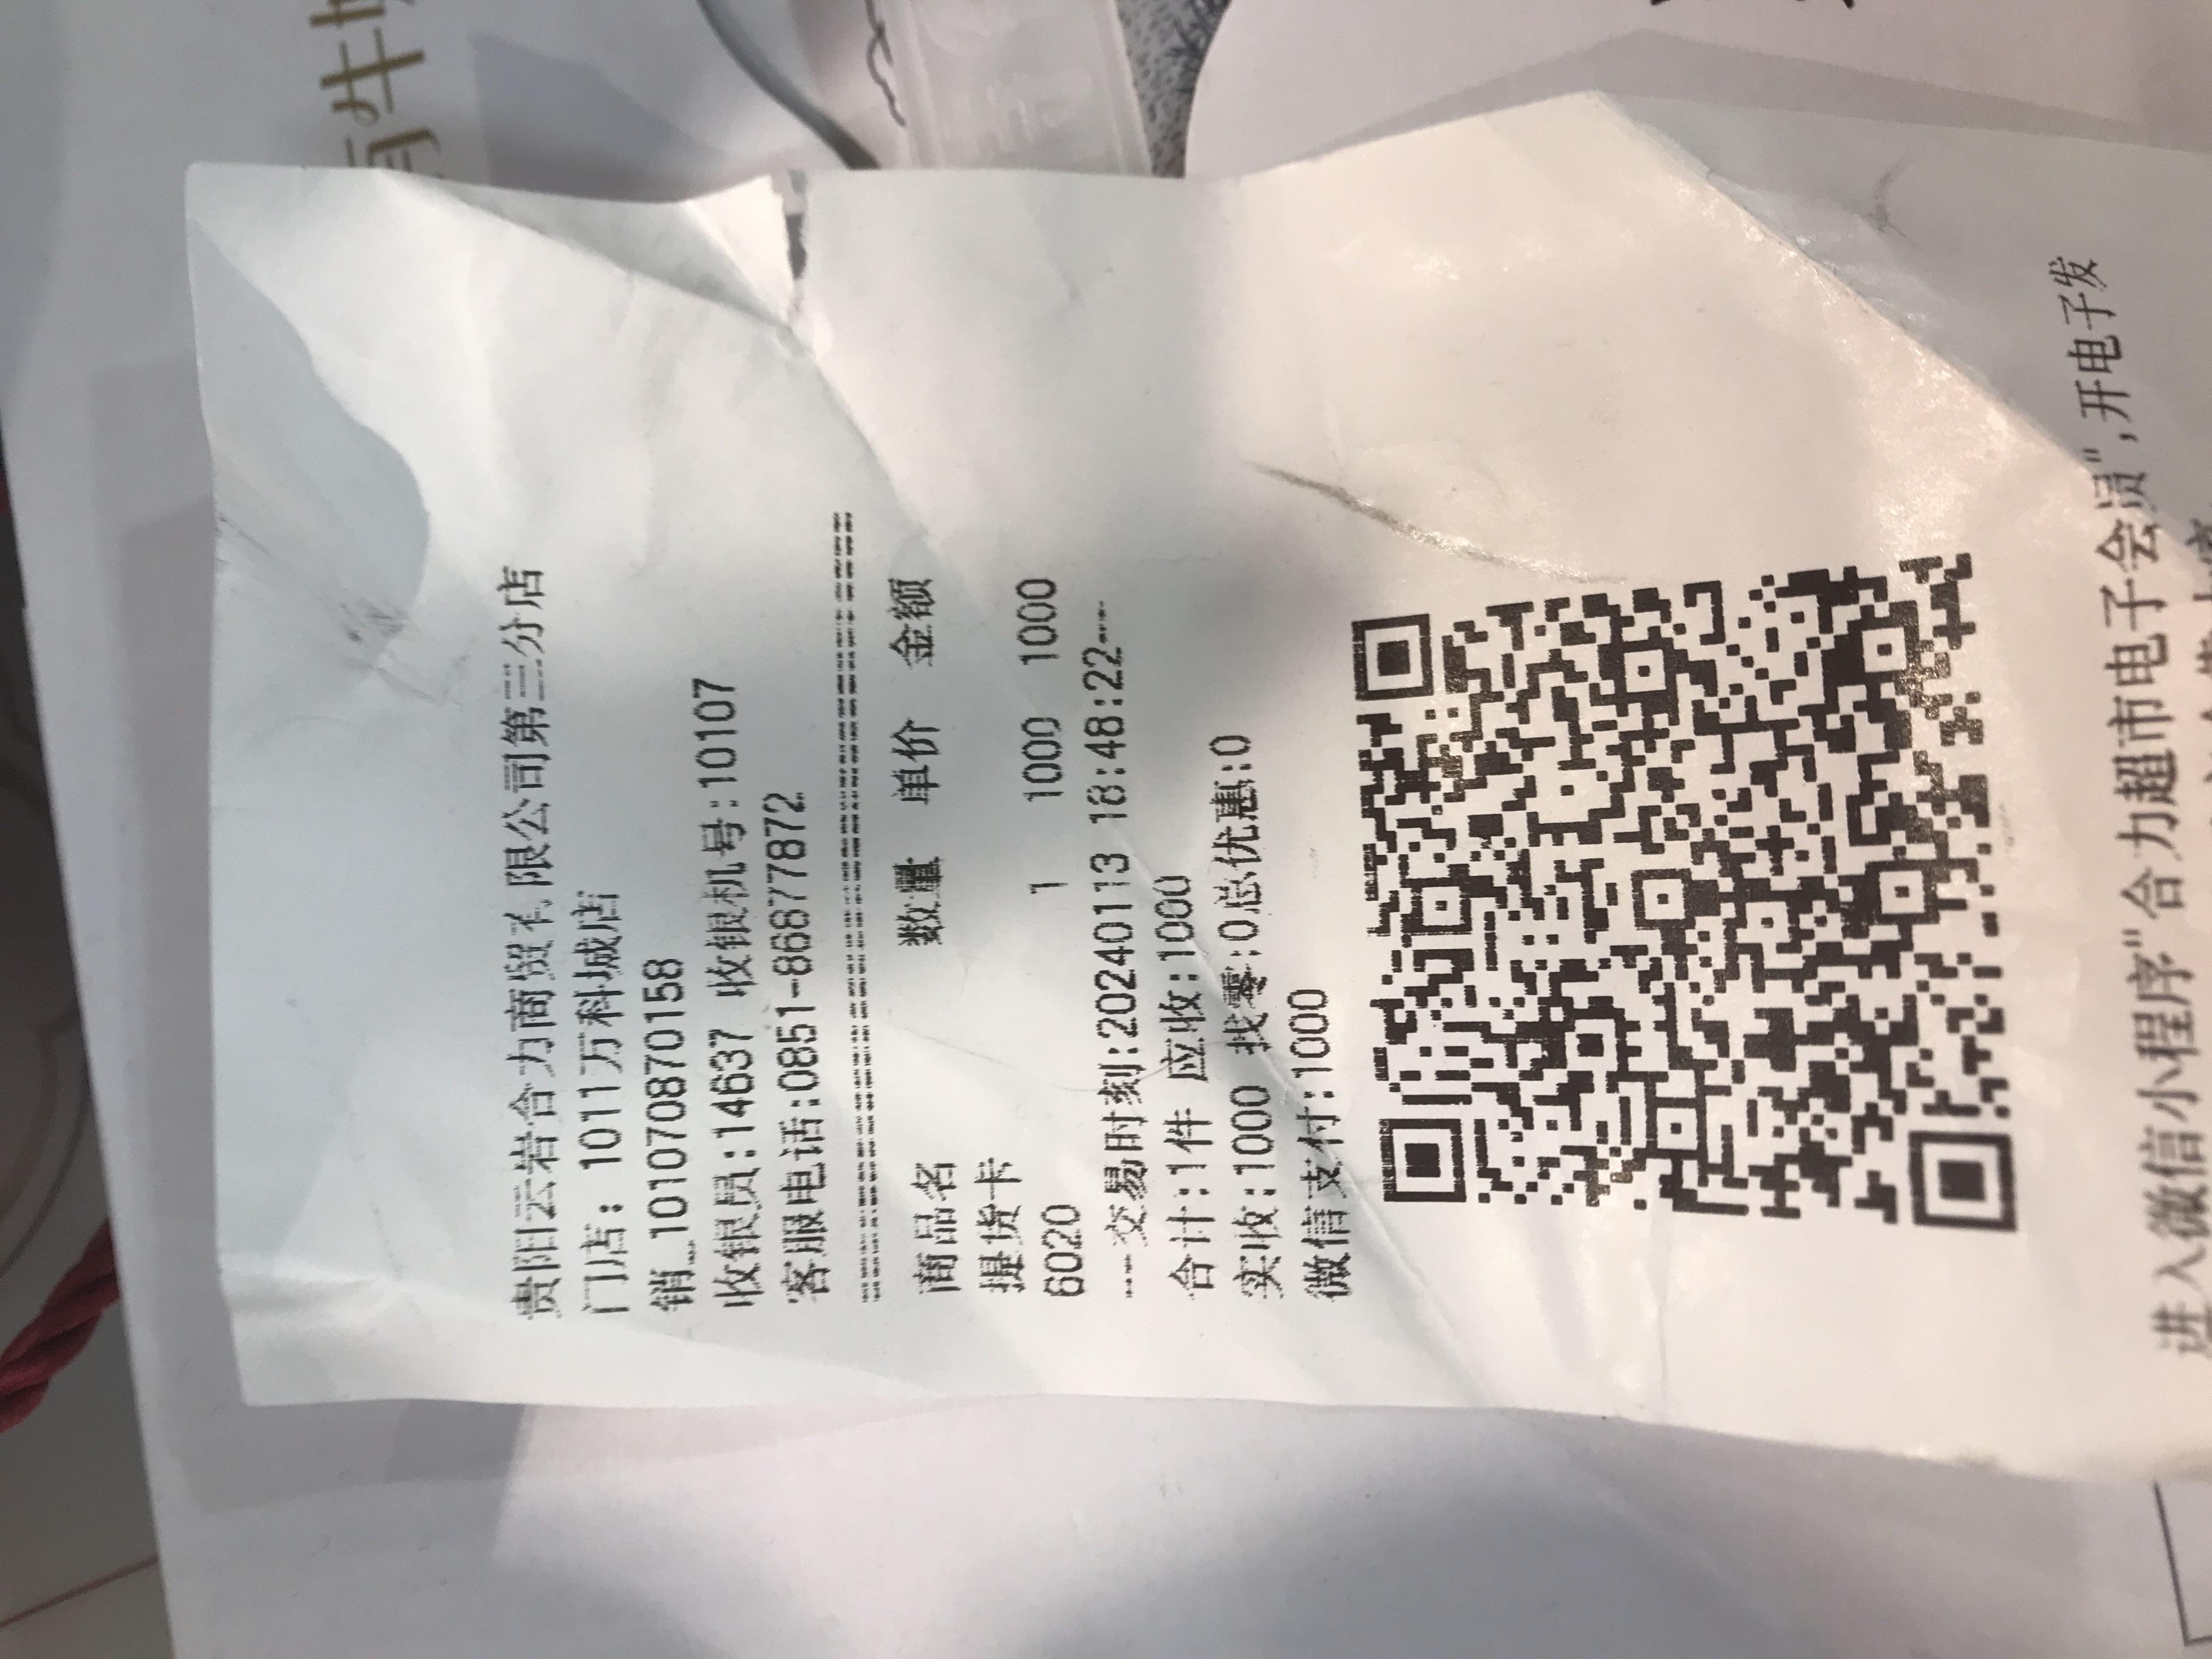 贵阳云岩合力商贸有限公司第三分店
门店: 1011万科城店
销_1010708870158
收银员:14637 收银机号:10107
客服电话:0851-86877872
商品名 数量 单价 金额
提货卡
6020 1 1000 1000
----交易时刻:20240113 18:48:22----
合计:1件 应收:1000
实收:1000 找零:0总优惠:0
微信支付:1000
进入微信小程序"合力超市电子会员",开电子发